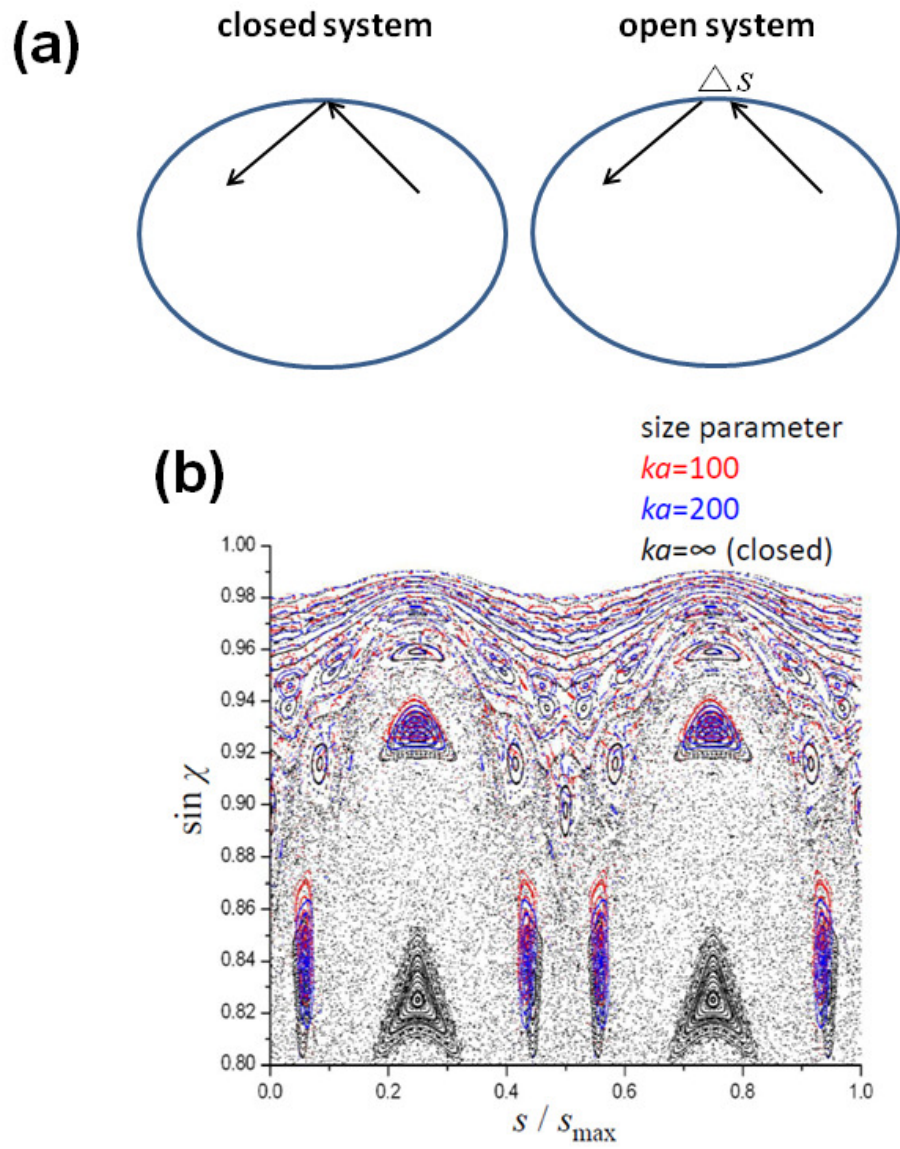 (a)
closed system
open system
△s
(b)
size parameter
ka=100
ka=200
ka=∞ (closed)
1.00
0.98
0.96
0.94
0.92
0.90
0.88
0.86
0.84
0.82
0.80
sin χ
0.0
0.2
0.4
0.6
0.8
1.0
s / smax